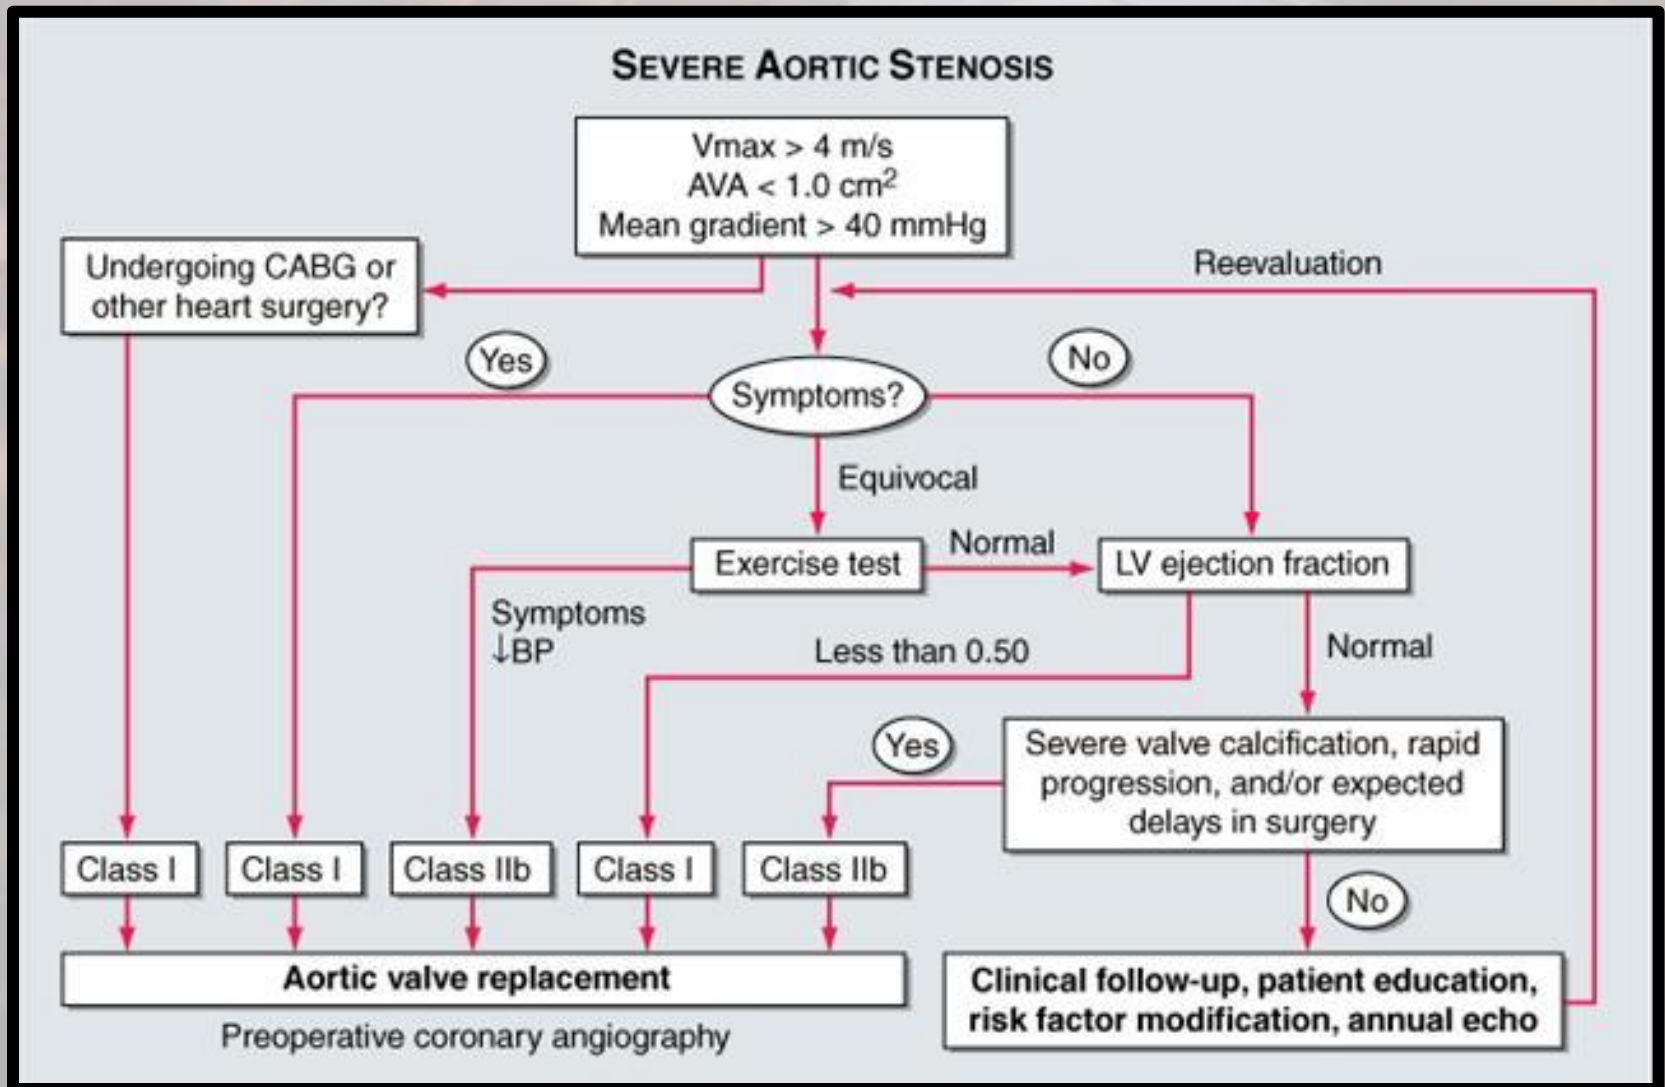 SEVERE AORTIC STENOSIS
Vmax > 4 m/s
AVA < 1.0 cm²
Mean gradient > 40 mmHg
Undergoing CABG or
other heart surgery?
Reevaluation
Yes
No
Symptoms?
Equivocal
Exercise test
Normal
LV ejection fraction
Symptoms
↓BP
Less than 0.50
Normal
Yes
Severe valve calcification, rapid
progression, and/or expected
delays in surgery
Class I
Class I
Class IIb
Class I
Class IIb
No
Aortic valve replacement
Clinical follow-up, patient education,
risk factor modification, annual echo
Preoperative coronary angiography